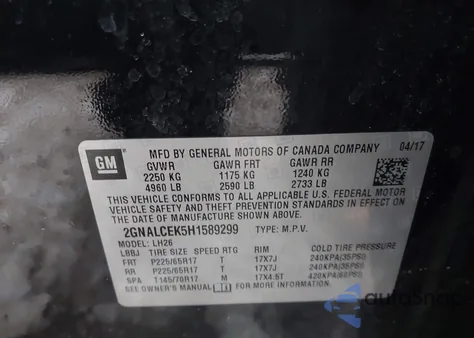 GM
MFD BY GENERAL MOTORS OF CANADA COMPANY 04/17
GVWR GAWR FRT GAWR RR
2250 KG 1175 KG 1240 KG
4960 LB 2590 LB 2733 LB
THIS VEHICLE CONFORMS TO ALL APPLICABLE U.S. FEDERAL MOTOR
VEHICLE SAFETY AND THEFT PREVENTION STANDARDS IN EFFECT ON
THE DATE OF MANUFACTURE SHOWN ABOVE.
2GNALCEK5H1589299 TYPE: M.P.V.
MODEL: LH26
LBBJ TIRE SIZE SPEED RTG RIM COLD TIRE PRESSURE
FRT P225/65R17 T 17X7J 240KPA(35PSI)
RR P225/65R17 T 17X7J 240KPA(35PSI)
SPA T145/70R17 M 17X4.5T 420KPA(60PSI)
SEE OWNER'S MANUAL FOR MORE INFORMATION
autoSnap